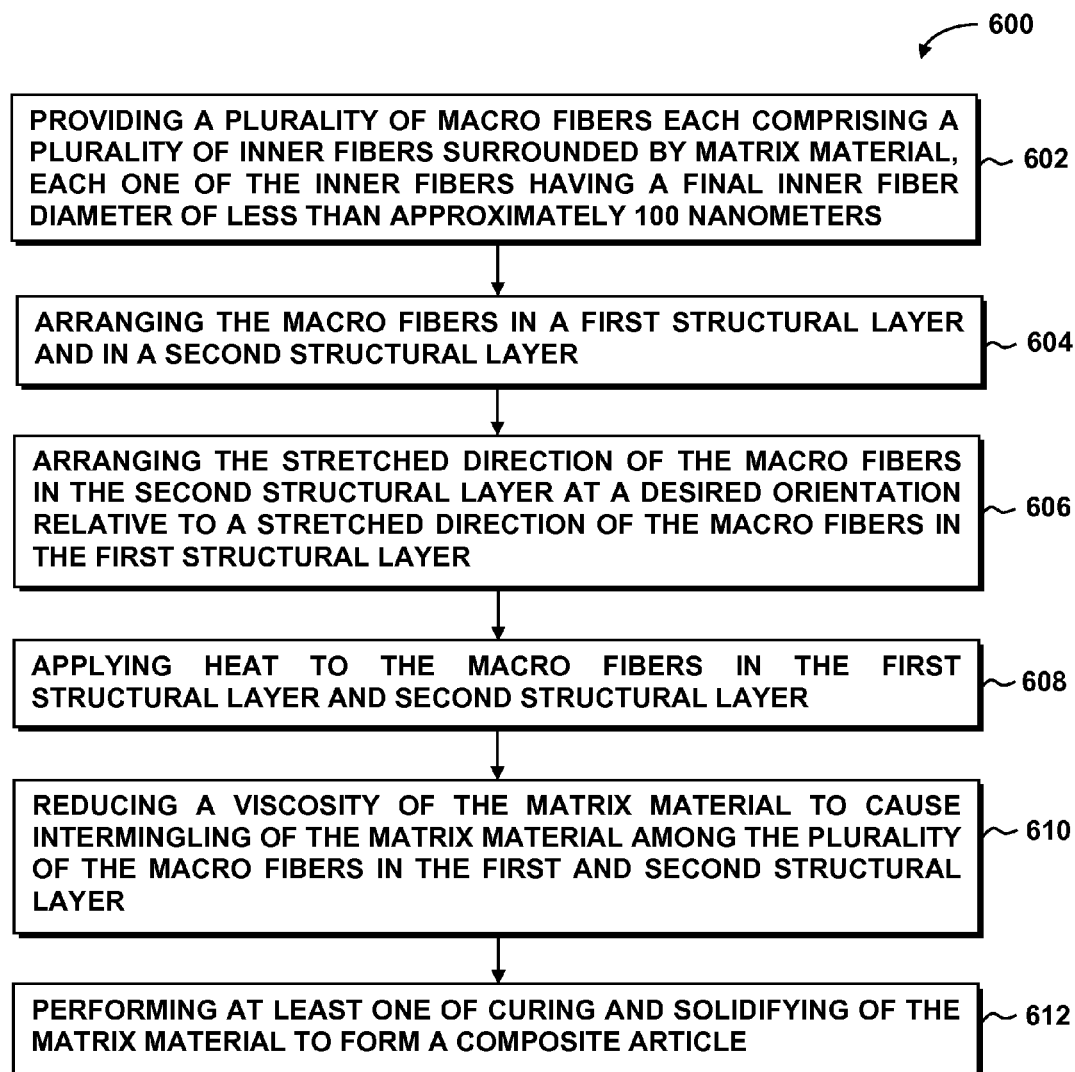 600
PROVIDING A PLURALITY OF MACRO FIBERS EACH COMPRISING A
PLURALITY OF INNER FIBERS SURROUNDED BY MATRIX MATERIAL,
EACH ONE OF THE INNER FIBERS HAVING A FINAL INNER FIBER
DIAMETER OF LESS THAN APPROXIMATELY 100 NANOMETERS
602
ARRANGING THE MACRO FIBERS IN A FIRST STRUCTURAL LAYER
AND IN A SECOND STRUCTURAL LAYER
604
ARRANGING THE STRETCHED DIRECTION OF THE MACRO FIBERS
IN THE SECOND STRUCTURAL LAYER AT A DESIRED ORIENTATION
RELATIVE TO A STRETCHED DIRECTION OF THE MACRO FIBERS IN
THE FIRST STRUCTURAL LAYER
606
APPLYING HEAT TO THE MACRO FIBERS IN THE FIRST
STRUCTURAL LAYER AND SECOND STRUCTURAL LAYER
608
REDUCING A VISCOSITY OF THE MATRIX MATERIAL TO CAUSE
INTERMINGLING OF THE MATRIX MATERIAL AMONG THE PLURALITY
OF THE MACRO FIBERS IN THE FIRST AND SECOND STRUCTURAL
LAYER
610
PERFORMING AT LEAST ONE OF CURING AND SOLIDIFYING OF THE
MATRIX MATERIAL TO FORM A COMPOSITE ARTICLE
612